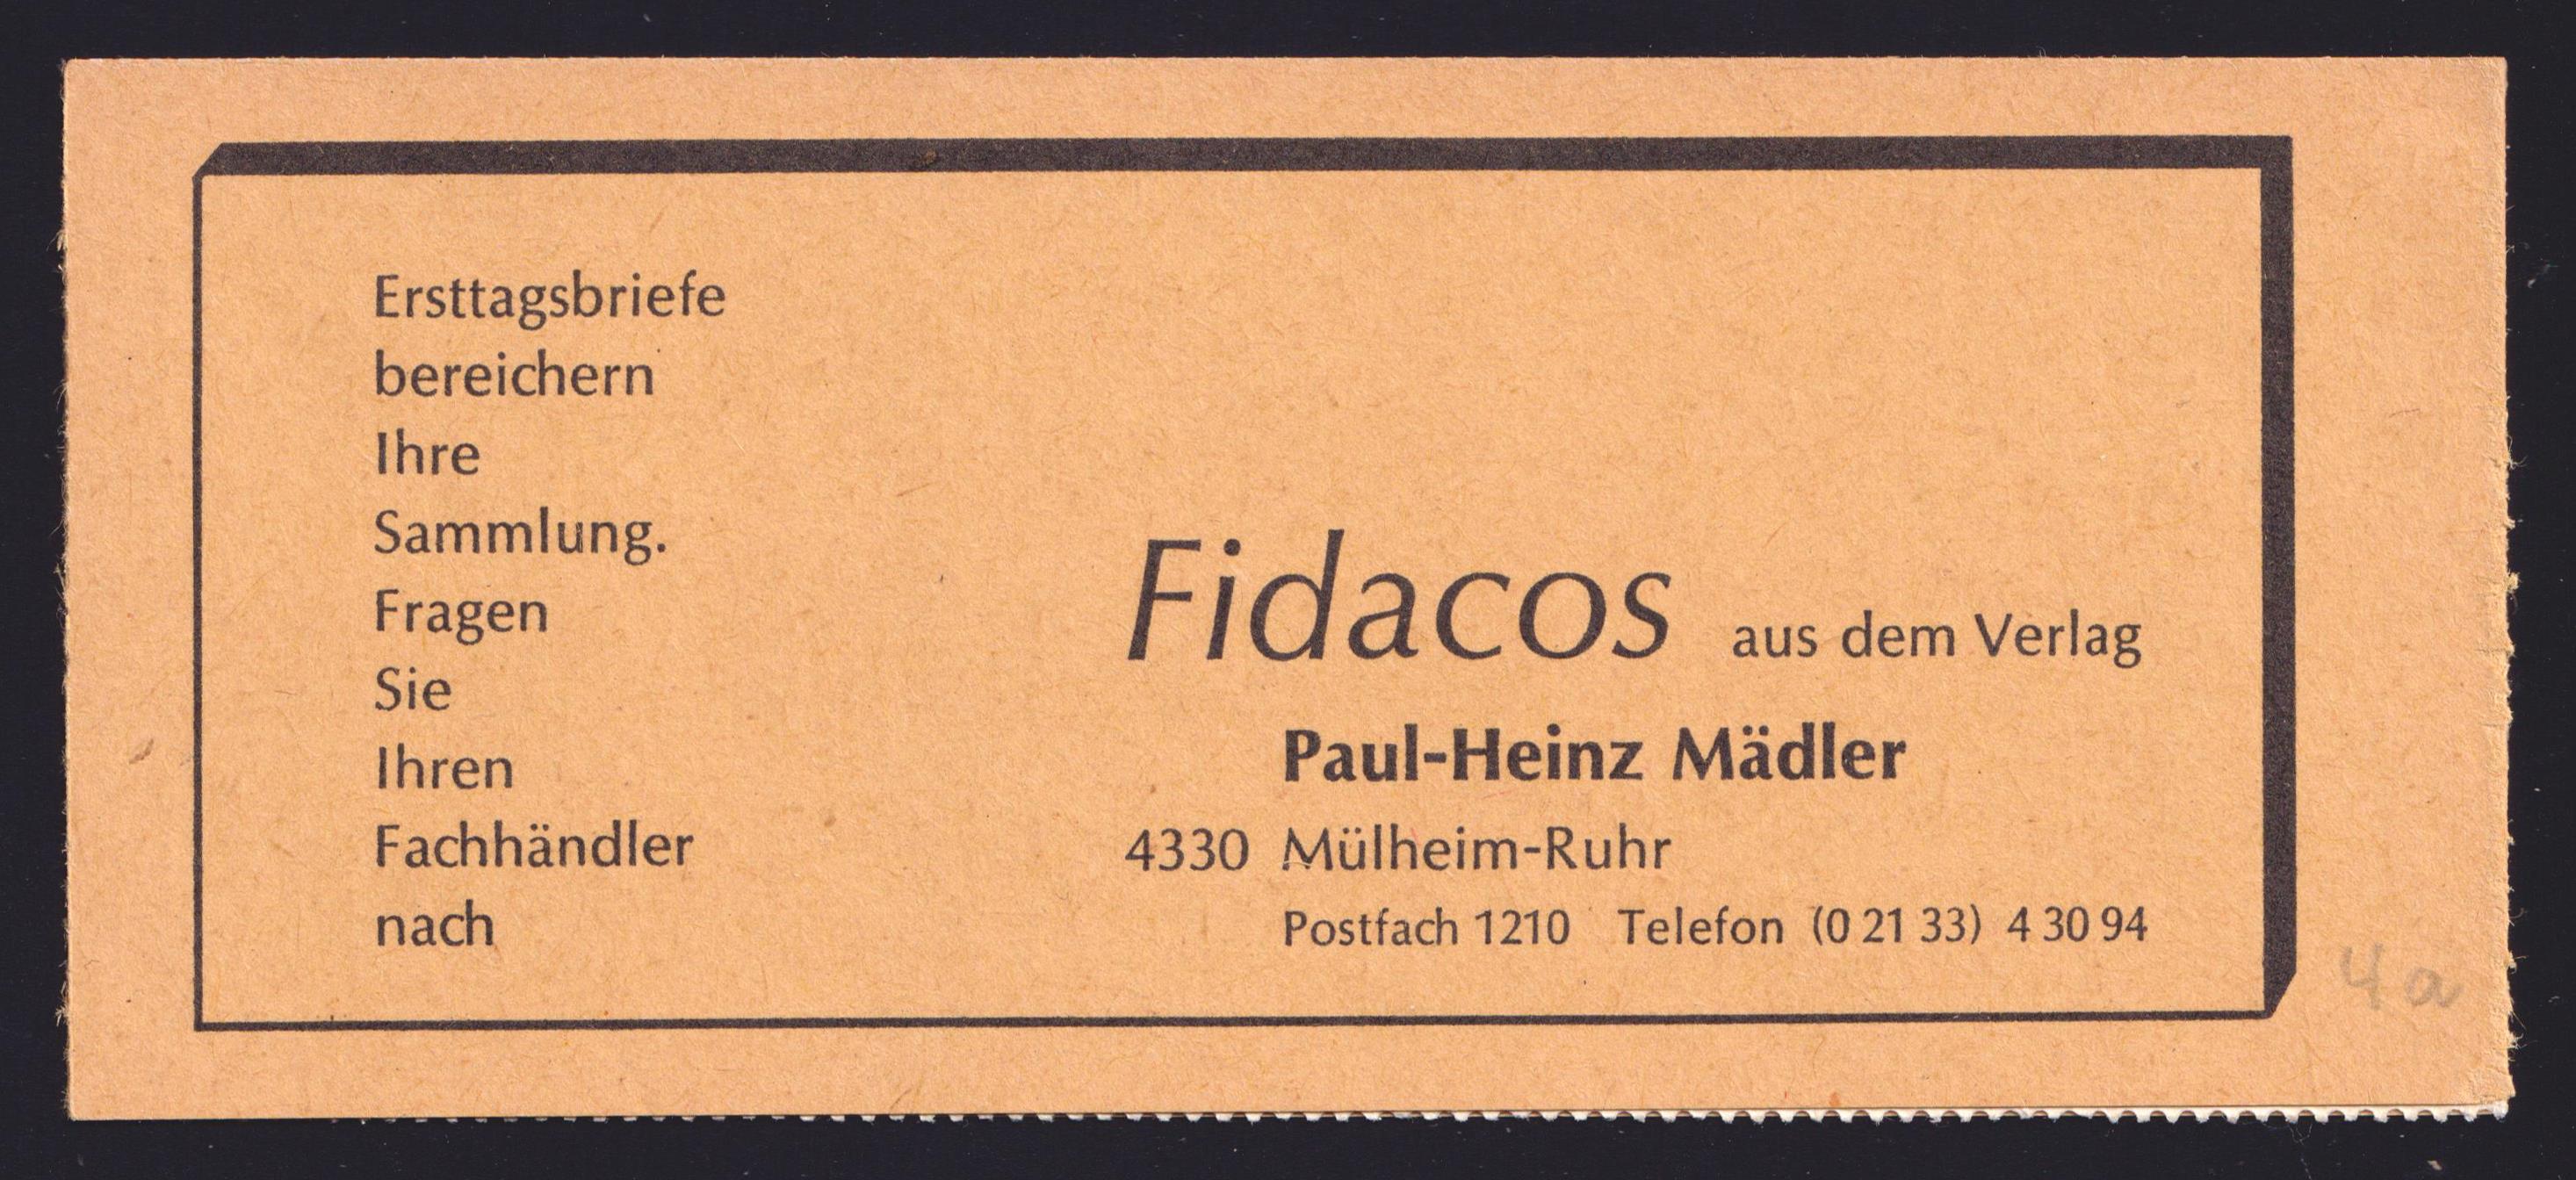 Ersttagsbriefe
bereichern
Ihre
Sammlung.
Fragen
Sie
Ihren
Fachhändler
nach
Fidacos aus dem Verlag
Paul-Heinz Mädler
4330 Mülheim-Ruhr
Postfach 1210 Telefon (0 21 33) 4 30 94
4a